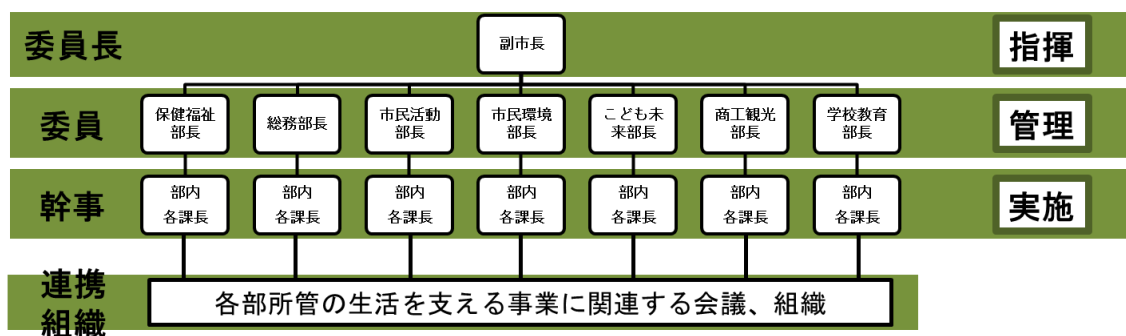 委員長
副市長
指揮
委員
保健福祉
部長
総務部長
市民活動
部長
市民環境
部長
こども未
来部長
商工観光
部長
学校教育
部長
管理
幹事
部内
各課長
部内
各課長
部内
各課長
部内
各課長
部内
各課長
部内
各課長
部内
各課長
実施
連携
組織
各部所管の生活を支える事業に関連する会議、組織